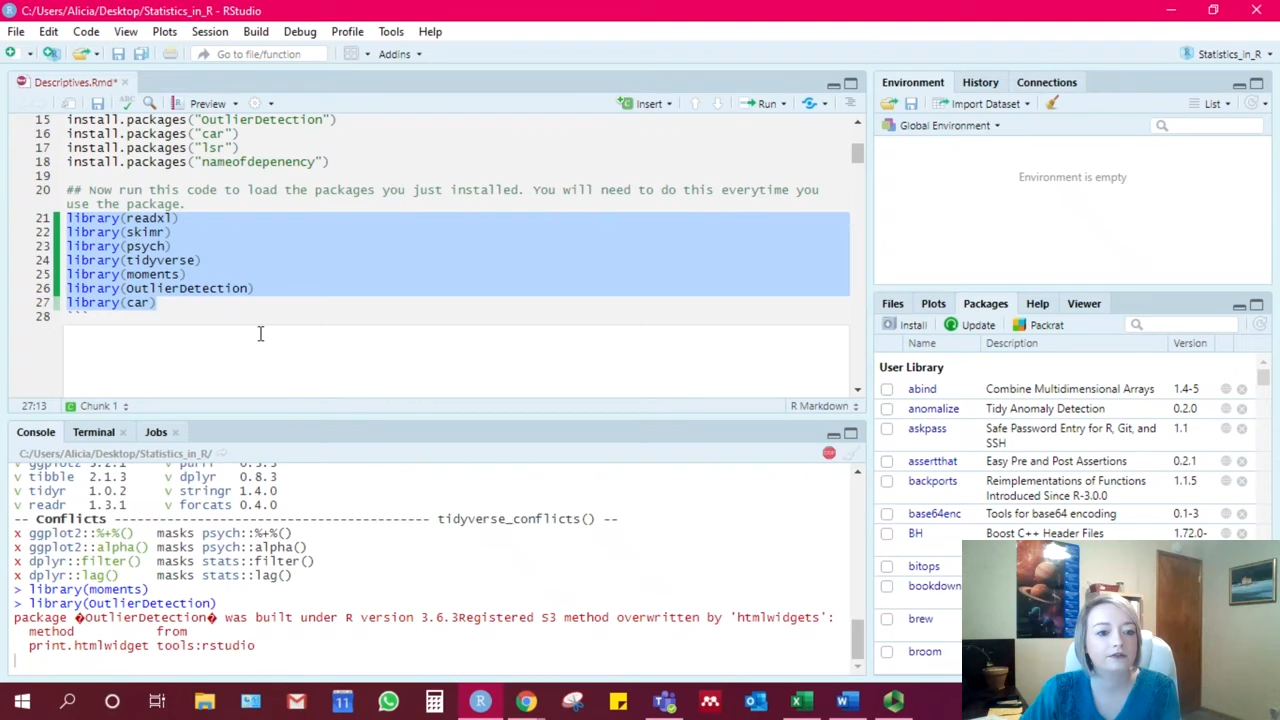 C:/Users/Alicia/Desktop/Statistics_in_R - RStudio
File Edit Code View Plots Session Build Debug Profile Tools Help
Go to file/function Addins Statistics_in_R
Descriptives.Rmd*
ABC Preview Insert Run
15 install.packages("OutlierDetection")
16 install.packages("car")
17 install.packages("lsr")
18 install.packages("nameofdepenency")
19
20 ## Now run this code to load the packages you just installed. You will need to do this everytime you
use the package.
21 library(readxl)
22 library(skimr)
23 library(psych)
24 library(tidyverse)
25 library(moments)
26 library(OutlierDetection)
27 library(car)
28 ```
27:13 Chunk 1 R Markdown
Console Terminal Jobs
C:/Users/Alicia/Desktop/Statistics_in_R/
v ggplot2 3.2.1 v purrr 0.3.3
v tibble 2.1.3 v dplyr 0.8.3
v tidyr 1.0.2 v stringr 1.4.0
v readr 1.3.1 v forcats 0.4.0
-- Conflicts ---------------------------------------- tidyverse_conflicts() --
x ggplot2::%+%() masks psych::%+%()
x ggplot2::alpha() masks psych::alpha()
x dplyr::filter() masks stats::filter()
x dplyr::lag() masks stats::lag()
> library(moments)
> library(OutlierDetection)
package �OutlierDetection� was built under R version 3.6.3Registered S3 method overwritten by 'htmlwidgets':
method from
print.htmlwidget tools:rstudio
Environment History Connections
Import Dataset List
Global Environment
Environment is empty
Files Plots Packages Help Viewer
Install Update Packrat
Name Description Version
User Library
abind Combine Multidimensional Arrays 1.4-5
anomalize Tidy Anomaly Detection 0.2.0
askpass Safe Password Entry for R, Git, and 1.1
SSH
assertthat Easy Pre and Post Assertions 0.2.1
backports Reimplementations of Functions 1.1.5
Introduced Since R-3.0.0
base64enc Tools for base64 encoding 0.1-3
BH Boost C++ Header Files 1.72.0-
bitops
bookdown
brew
broom